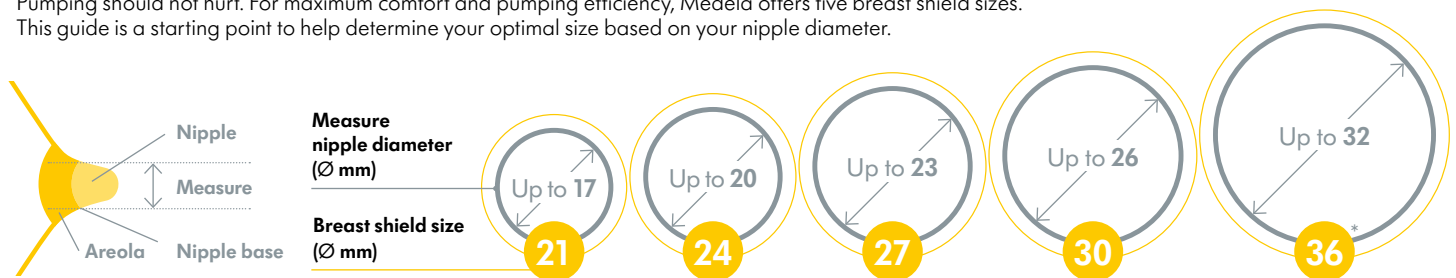 Pumping should not hurt. For maximum comfort and pumping efficiency, Medela offers five breast shield sizes.
This guide is a starting point to help determine your optimal size based on your nipple diameter.
Nipple
Measure
Areola
Nipple base
Measure
nipple diameter
(Ø mm)
Up to 17
Up to 20
Up to 23
Up to 26
Up to 32
Breast shield size
(Ø mm)
21
24
27
30
36*